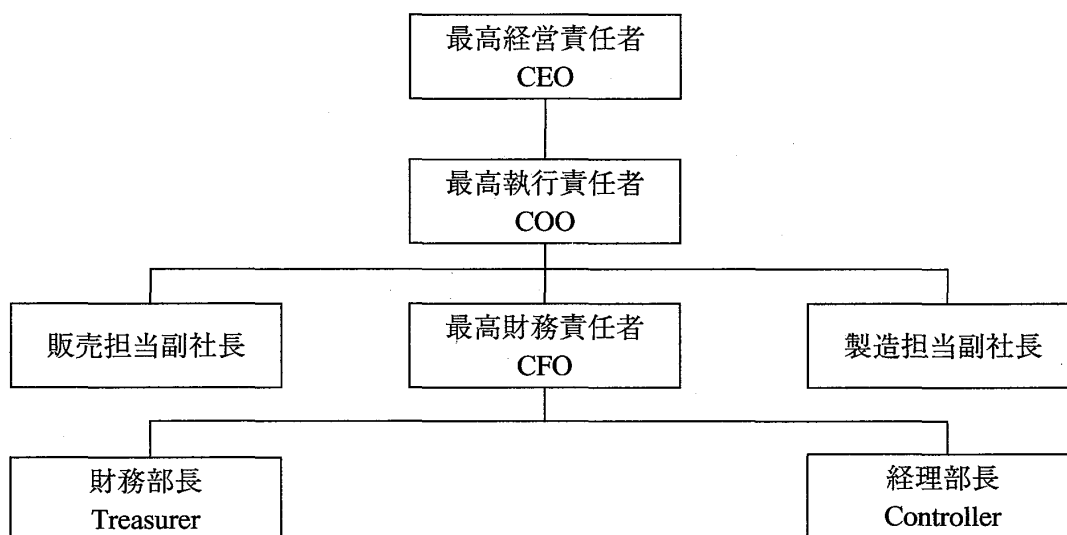 最高経営責任者
CEO
最高執行責任者
COO
販売担当副社長
最高財務責任者
CFO
製造担当副社長
財務部長
Treasurer
経理部長
Controller